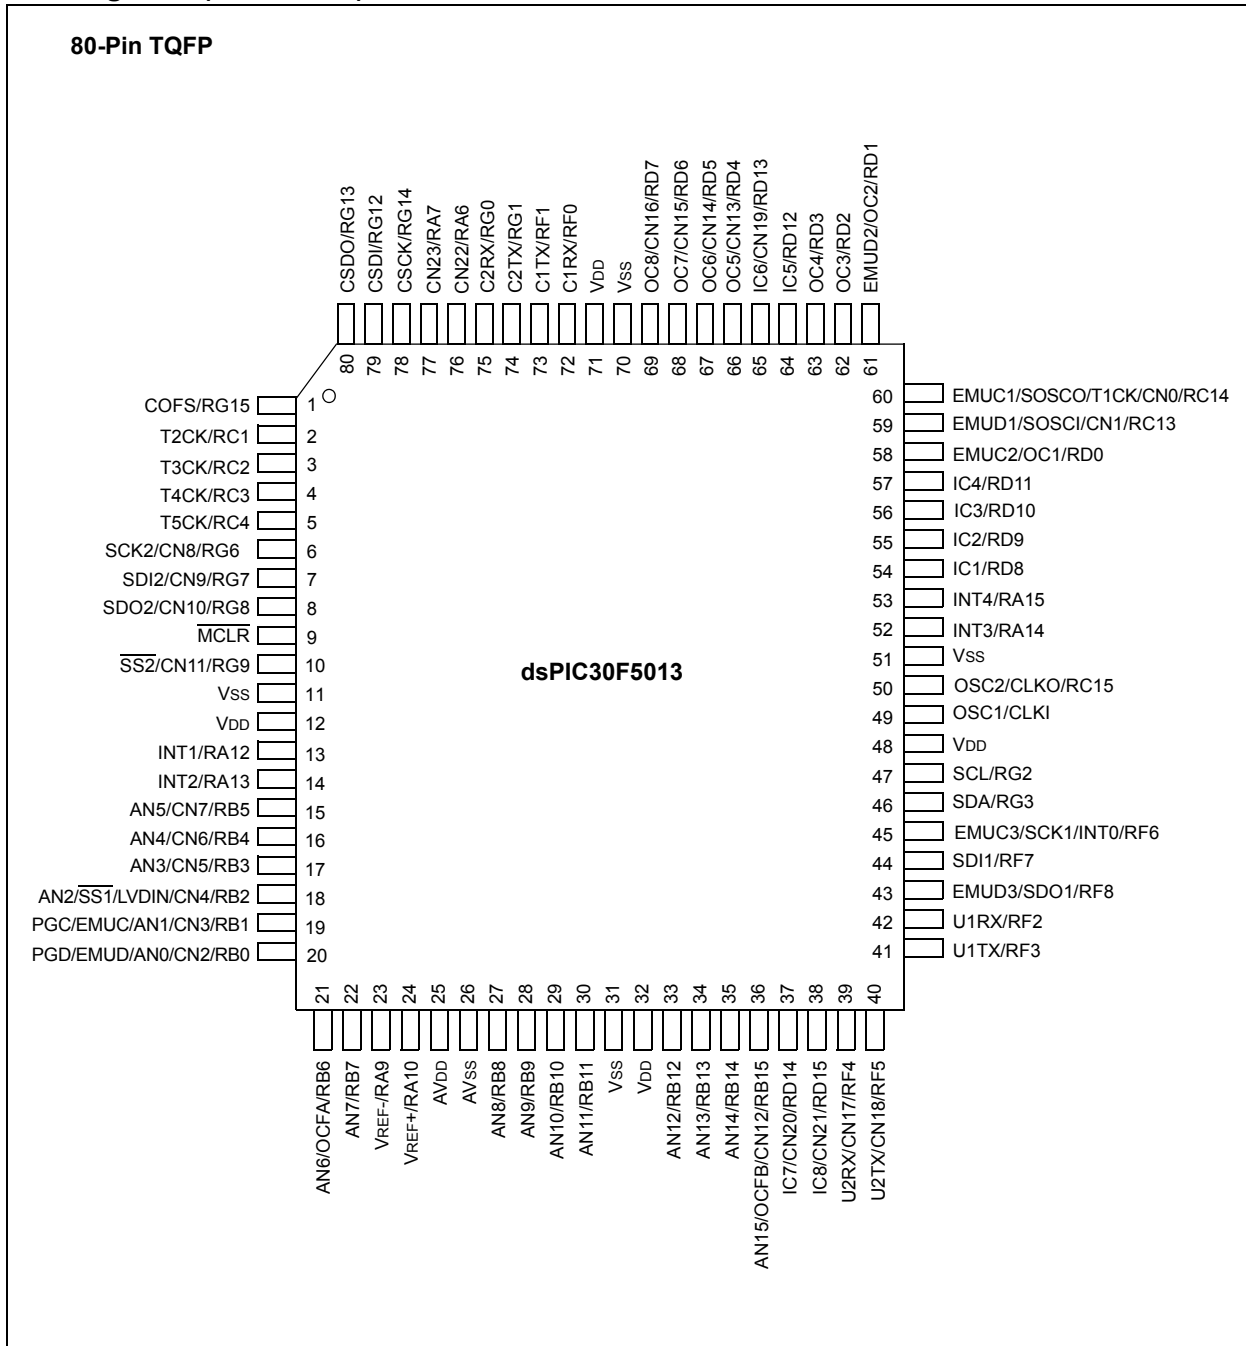 80-Pin TQFP
CSDO/RG13
CSDI/RG12
CSCK/RG14
CN23/RA7
CN22/RA6
C2RX/RG0
C2TX/RG1
C1TX/RF1
C1RX/RF0
VDD
VSS
OC8/CN16/RD7
OC7/CN15/RD6
OC6/CN14/RD5
OC5/CN13/RD4
IC6/CN19/RD13
IC5/RD12
OC4/RD3
OC3/RD2
EMUD2/OC2/RD1
80 79 78 77 76 75 74 73 72 71 70 69 68 67 66 65 64 63 62 61
COFS/RG15 1
T2CK/RC1 2
T3CK/RC2 3
T4CK/RC3 4
T5CK/RC4 5
SCK2/CN8/RG6 6
SDI2/CN9/RG7 7
SDO2/CN10/RG8 8
MCLR 9
SS2/CN11/RG9 10
VSS 11
VDD 12
INT1/RA12 13
INT2/RA13 14
AN5/CN7/RB5 15
AN4/CN6/RB4 16
AN3/CN5/RB3 17
AN2/SS1/LVDIN/CN4/RB2 18
PGC/EMUC/AN1/CN3/RB1 19
PGD/EMUD/AN0/CN2/RB0 20
dsPIC30F5013
60 EMUC1/SOSCO/T1CK/CN0/RC14
59 EMUD1/SOSCI/CN1/RC13
58 EMUC2/OC1/RD0
57 IC4/RD11
56 IC3/RD10
55 IC2/RD9
54 IC1/RD8
53 INT4/RA15
52 INT3/RA14
51 VSS
50 OSC2/CLKO/RC15
49 OSC1/CLKI
48 VDD
47 SCL/RG2
46 SDA/RG3
45 EMUC3/SCK1/INT0/RF6
44 SDI1/RF7
43 EMUD3/SDO1/RF8
42 U1RX/RF2
41 U1TX/RF3
21 22 23 24 25 26 27 28 29 30 31 32 33 34 35 36 37 38 39 40
AN6/OCFA/RB6
AN7/RB7
VREF-/RA9
VREF+/RA10
AVDD
AVSS
AN8/RB8
AN9/RB9
AN10/RB10
AN11/RB11
VSS
VDD
AN12/RB12
AN13/RB13
AN14/RB14
AN15/OCFB/CN12/RB15
IC7/CN20/RD14
IC8/CN21/RD15
U2RX/CN17/RF4
U2TX/CN18/RF5